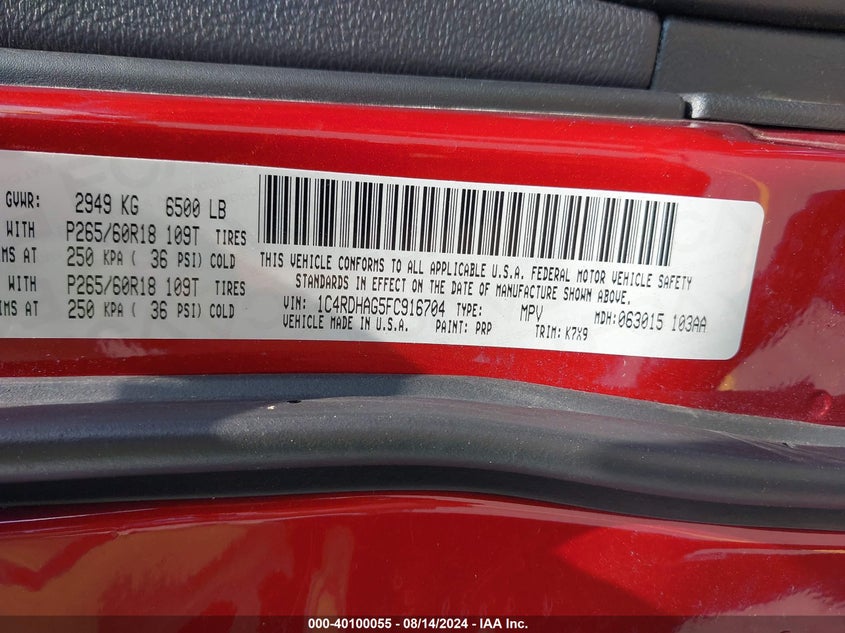 GVWR: 2949 KG 6500 LB
WITH P265/60R18 109T TIRES
IMS AT 250 KPA ( 36 PSI) COLD
WITH P265/60R18 109T TIRES
IMS AT 250 KPA ( 36 PSI) COLD
THIS VEHICLE CONFORMS TO ALL APPLICABLE U.S.A. FEDERAL MOTOR VEHICLE SAFETY
STANDARDS IN EFFECT ON THE DATE OF MANUFACTURE SHOWN ABOVE.
VIN: 1C4RDHAG5FC916704 TYPE: MPV MDH: 063015 103AA
VEHICLE MADE IN U.S.A. PAINT: PRP TRIM: K7X9
000-40100055 - 08/14/2024 - IAA Inc.